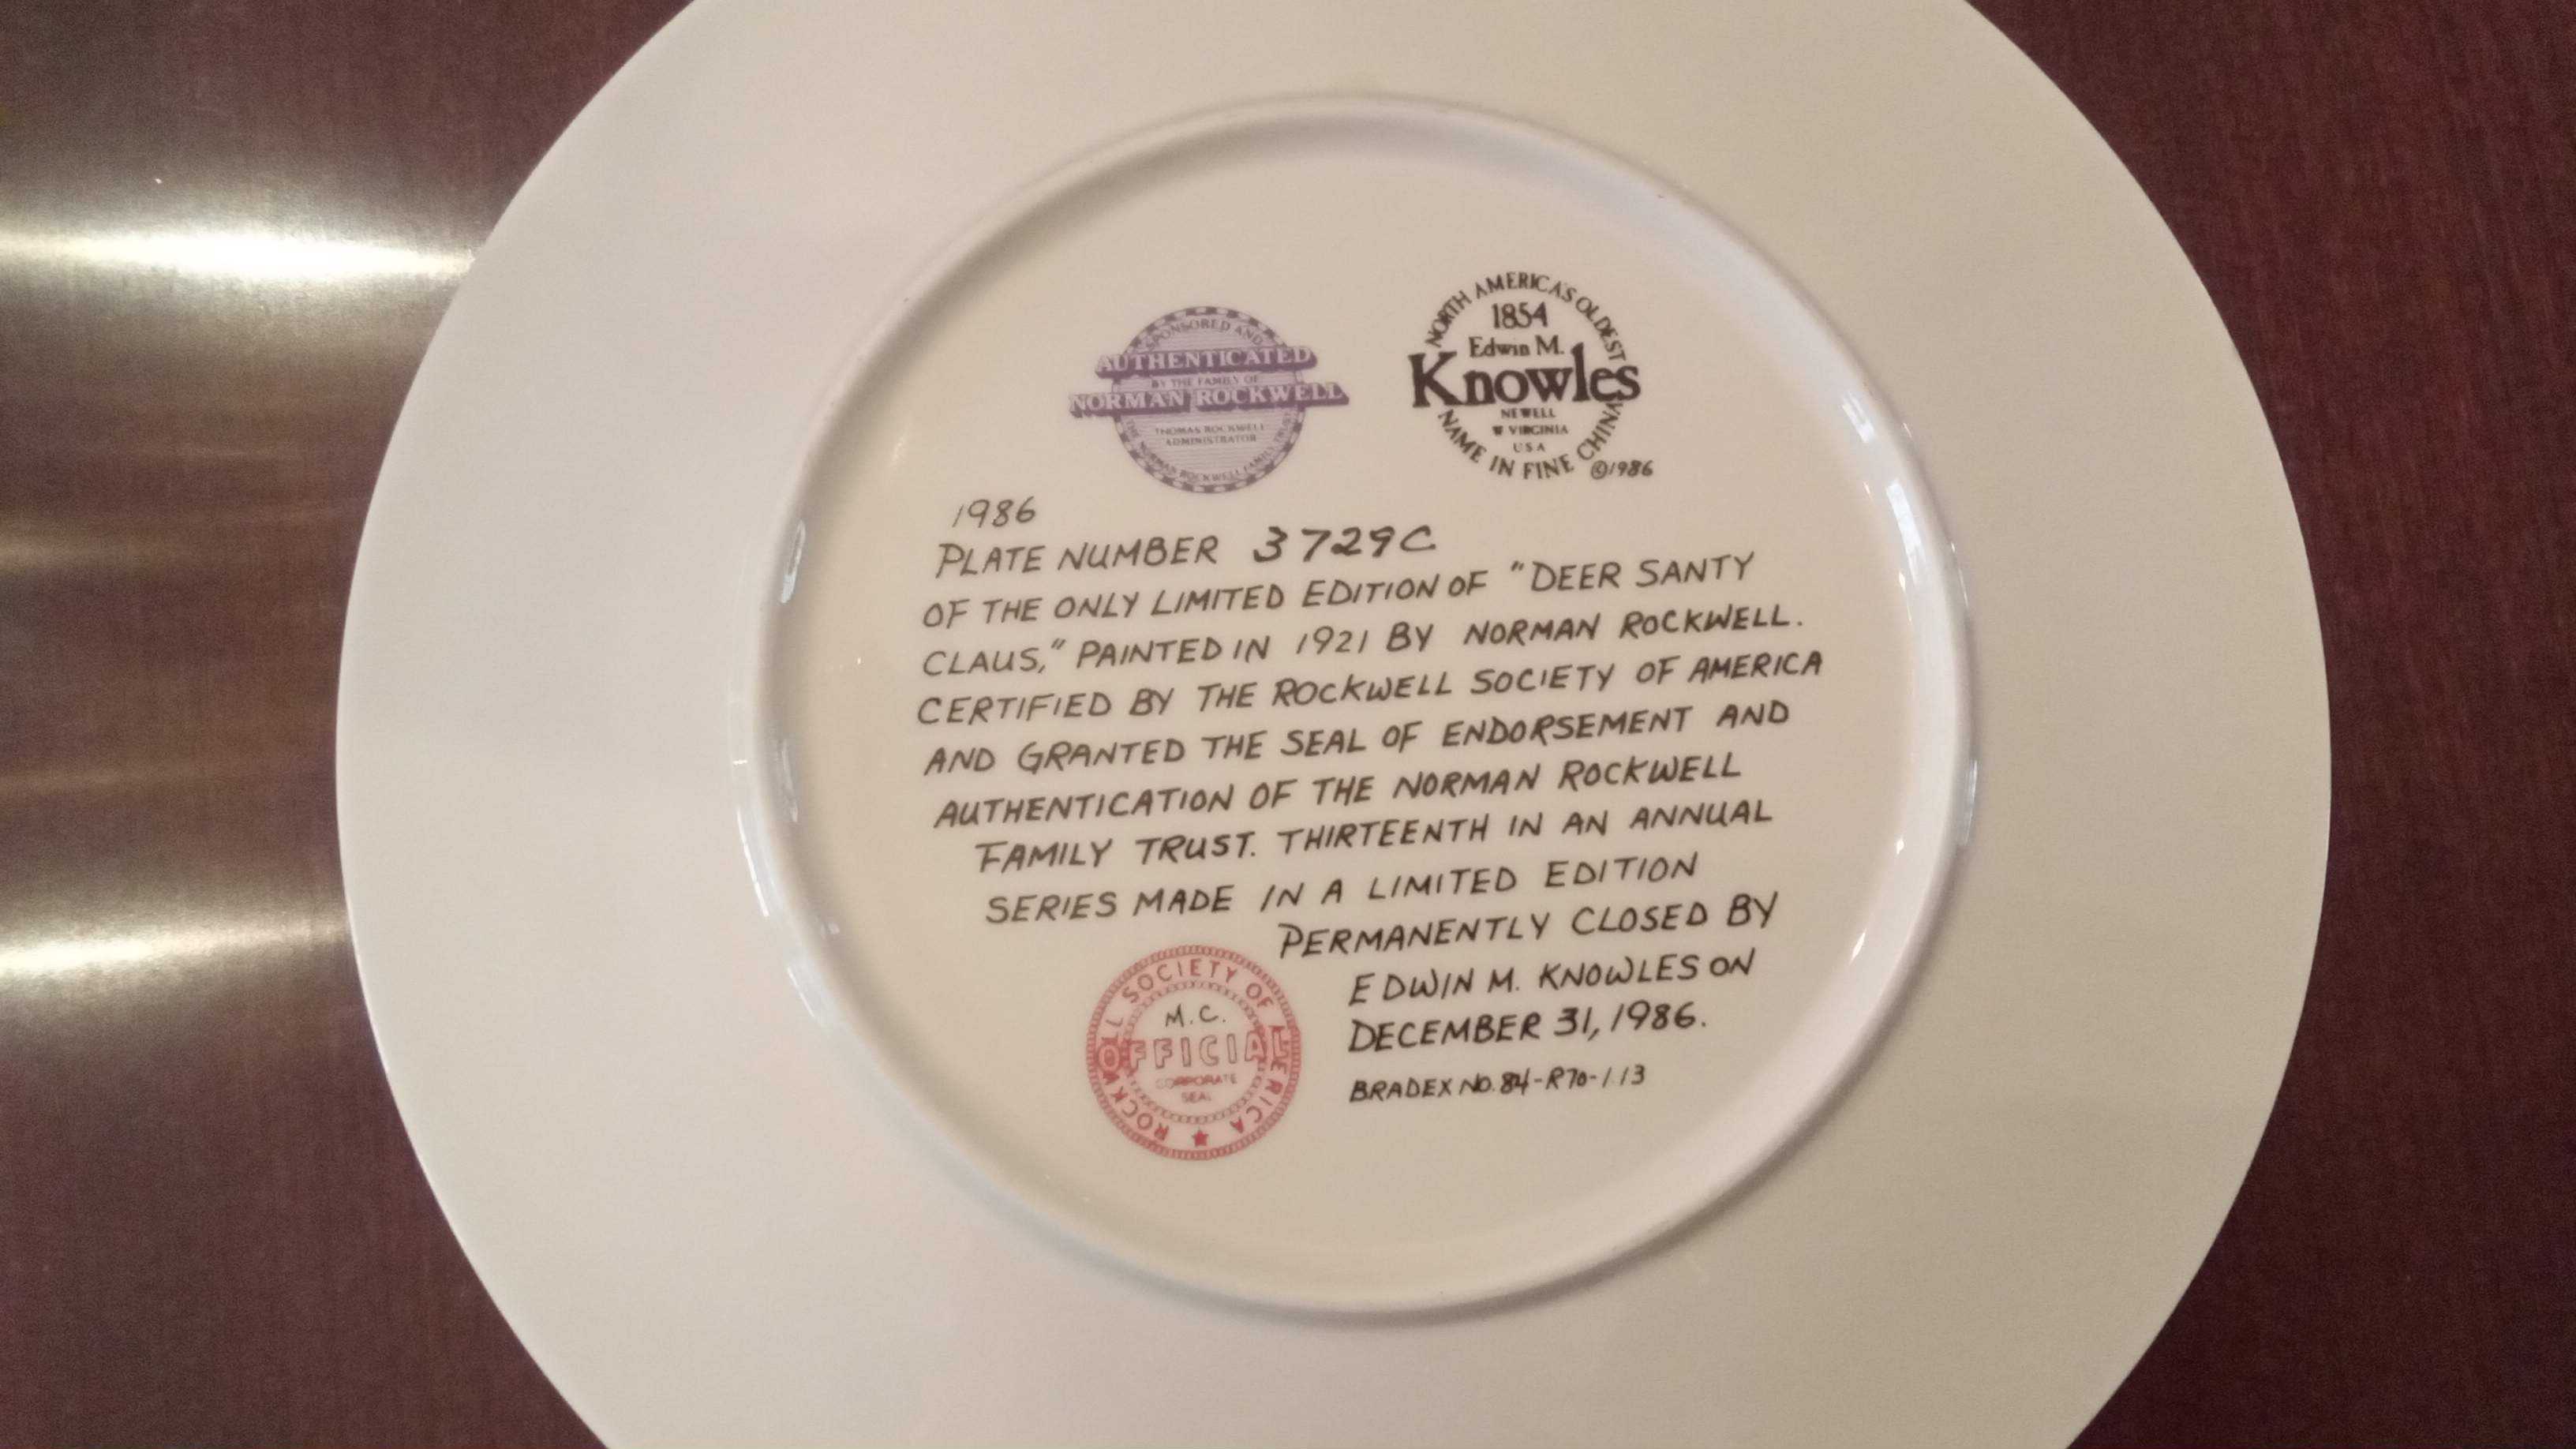 SPONSORED AND
AUTHENTICATED
BY THE FAMILY OF
NORMAN ROCKWELL
THOMAS ROCKWELL
ADMINISTRATOR
THE NORMAN ROCKWELL FAMILY TRUST
NORTH AMERICA'S OLDEST
1854
Edwin M.
Knowles
NEWELL
W VIRGINIA
U.S.A
NAME IN FINE CHINA
©1986
1986
PLATE NUMBER 3729C
OF THE ONLY LIMITED EDITION OF "DEER SANTY
CLAUS," PAINTED IN 1921 BY NORMAN ROCKWELL.
CERTIFIED BY THE ROCKWELL SOCIETY OF AMERICA
AND GRANTED THE SEAL OF ENDORSEMENT AND
AUTHENTICATION OF THE NORMAN ROCKWELL
FAMILY TRUST. THIRTEENTH IN AN ANNUAL
SERIES MADE IN A LIMITED EDITION
PERMANENTLY CLOSED BY
EDWIN M. KNOWLES ON
DECEMBER 31, 1986.
BRADEX NO. 84-R70-1.13
ROCKWELL SOCIETY OF AMERICA
M.C.
OFFICIAL
CORPORATE
SEAL